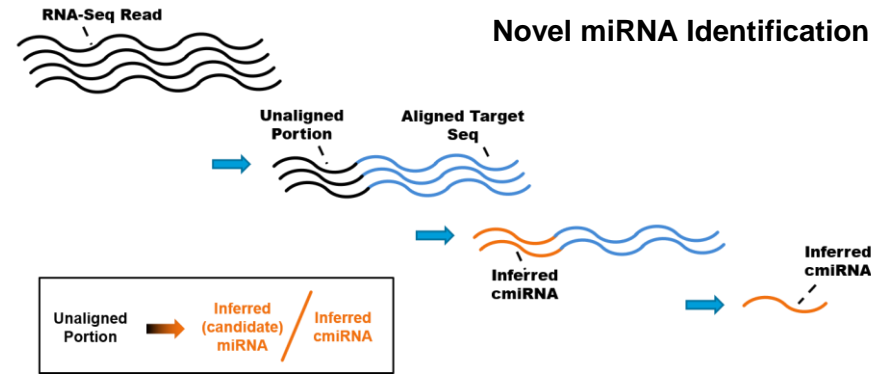 RNA-Seq Read
Novel miRNA Identification
Unaligned
Portion
Aligned Target
Seq
Inferred
cmiRNA
Inferred
cmiRNA
Unaligned
Portion
Inferred
(candidate)
miRNA
/
Inferred
cmiRNA